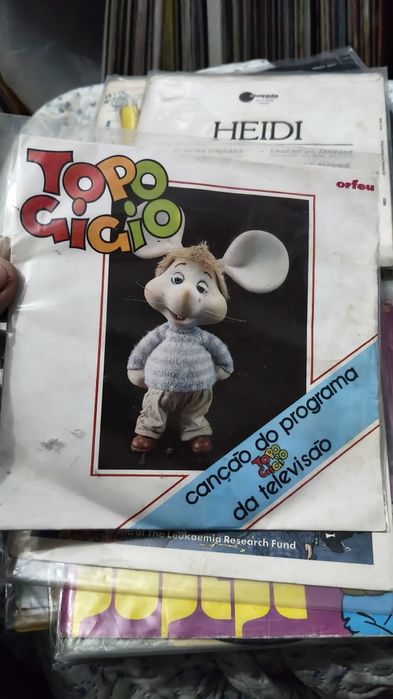 HEIDI
TOPO
GIGIO
orfeu
canção do programa
TOPO
GIGIO
da televisão
of The Leukaemia Research Fund